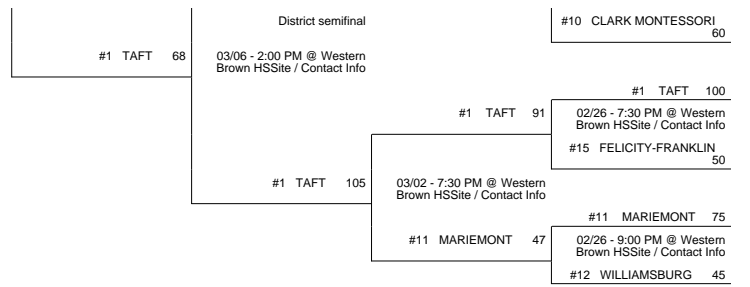 District semifinal
#10 CLARK MONTESSORI
60
#1 TAFT 68
03/06 - 2:00 PM @ Western
Brown HSSite / Contact Info
#1 TAFT 100
#1 TAFT 91
02/26 - 7:30 PM @ Western
Brown HSSite / Contact Info
#15 FELICITY-FRANKLIN
50
#1 TAFT 105
03/02 - 7:30 PM @ Western
Brown HSSite / Contact Info
#11 MARIEMONT 75
#11 MARIEMONT 47
02/26 - 9:00 PM @ Western
Brown HSSite / Contact Info
#12 WILLIAMSBURG 45